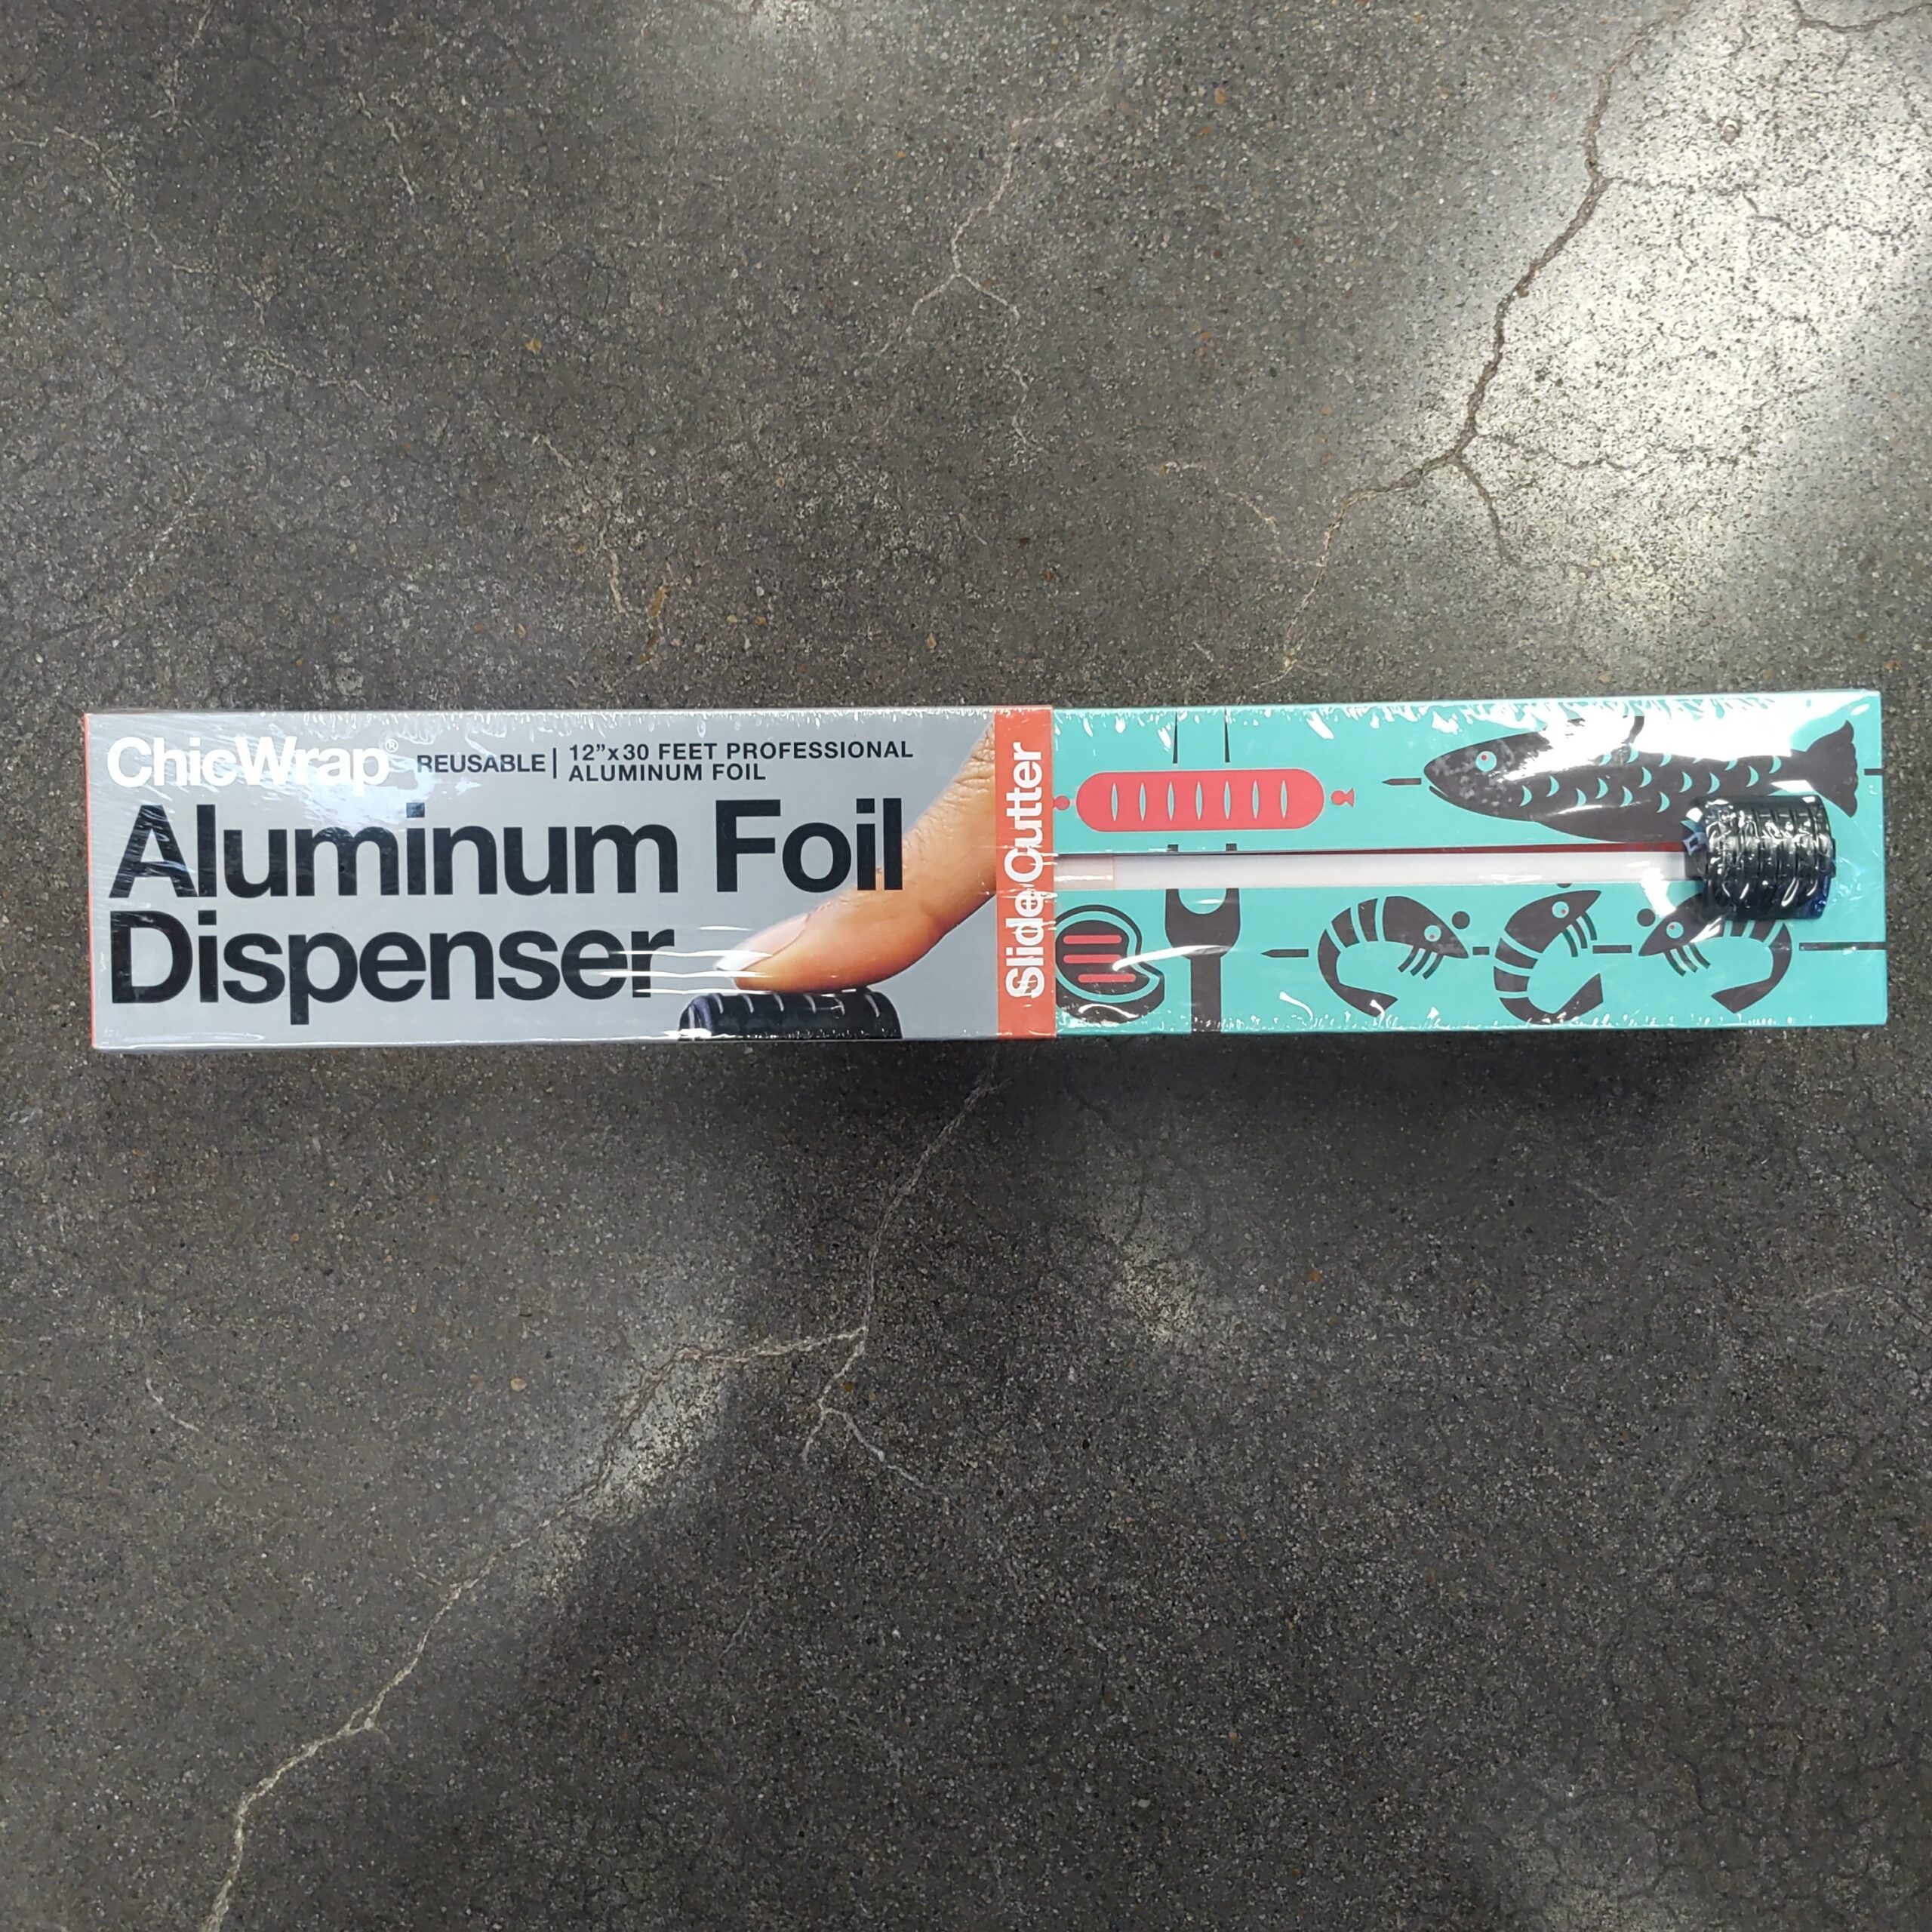 ChicWrap®
REUSABLE | 12”x30 FEET PROFESSIONAL
ALUMINUM FOIL
Aluminum Foil
Dispenser
Slide Cutter